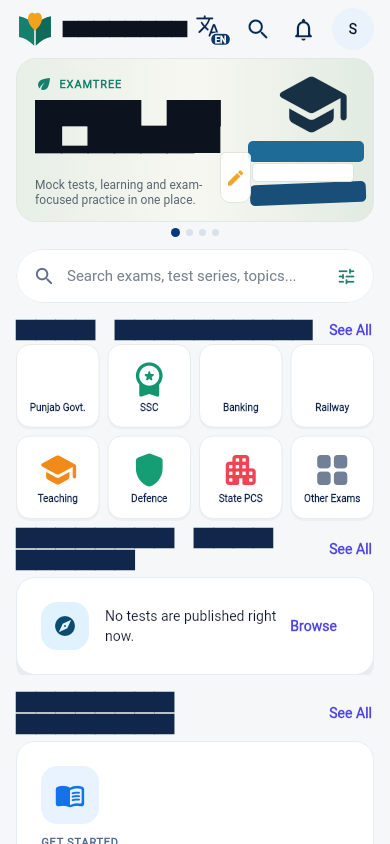 EN
S
EXAMTREE
Mock tests, learning and exam-
focused practice in one place.
Search exams, test series, topics...
See All
Punjab Govt.
SSC
Banking
Railway
Teaching
Defence
State PCS
Other Exams
See All
No tests are published right
now.
Browse
See All
GET STARTED